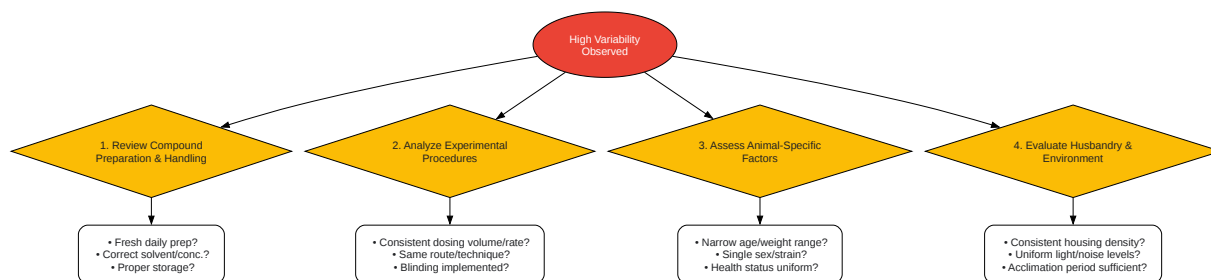 High Variability
Observed
1. Review Compound
Preparation & Handling
2. Analyze Experimental
Procedures
3. Assess Animal-Specific
Factors
4. Evaluate Husbandry &
Environment
• Fresh daily prep?
• Correct solvent/conc.?
• Proper storage?
• Consistent dosing volume/rate?
• Same route/technique?
• Blinding implemented?
• Narrow age/weight range?
• Single sex/strain?
• Health status uniform?
• Consistent housing density?
• Uniform light/noise levels?
• Acclimation period sufficient?